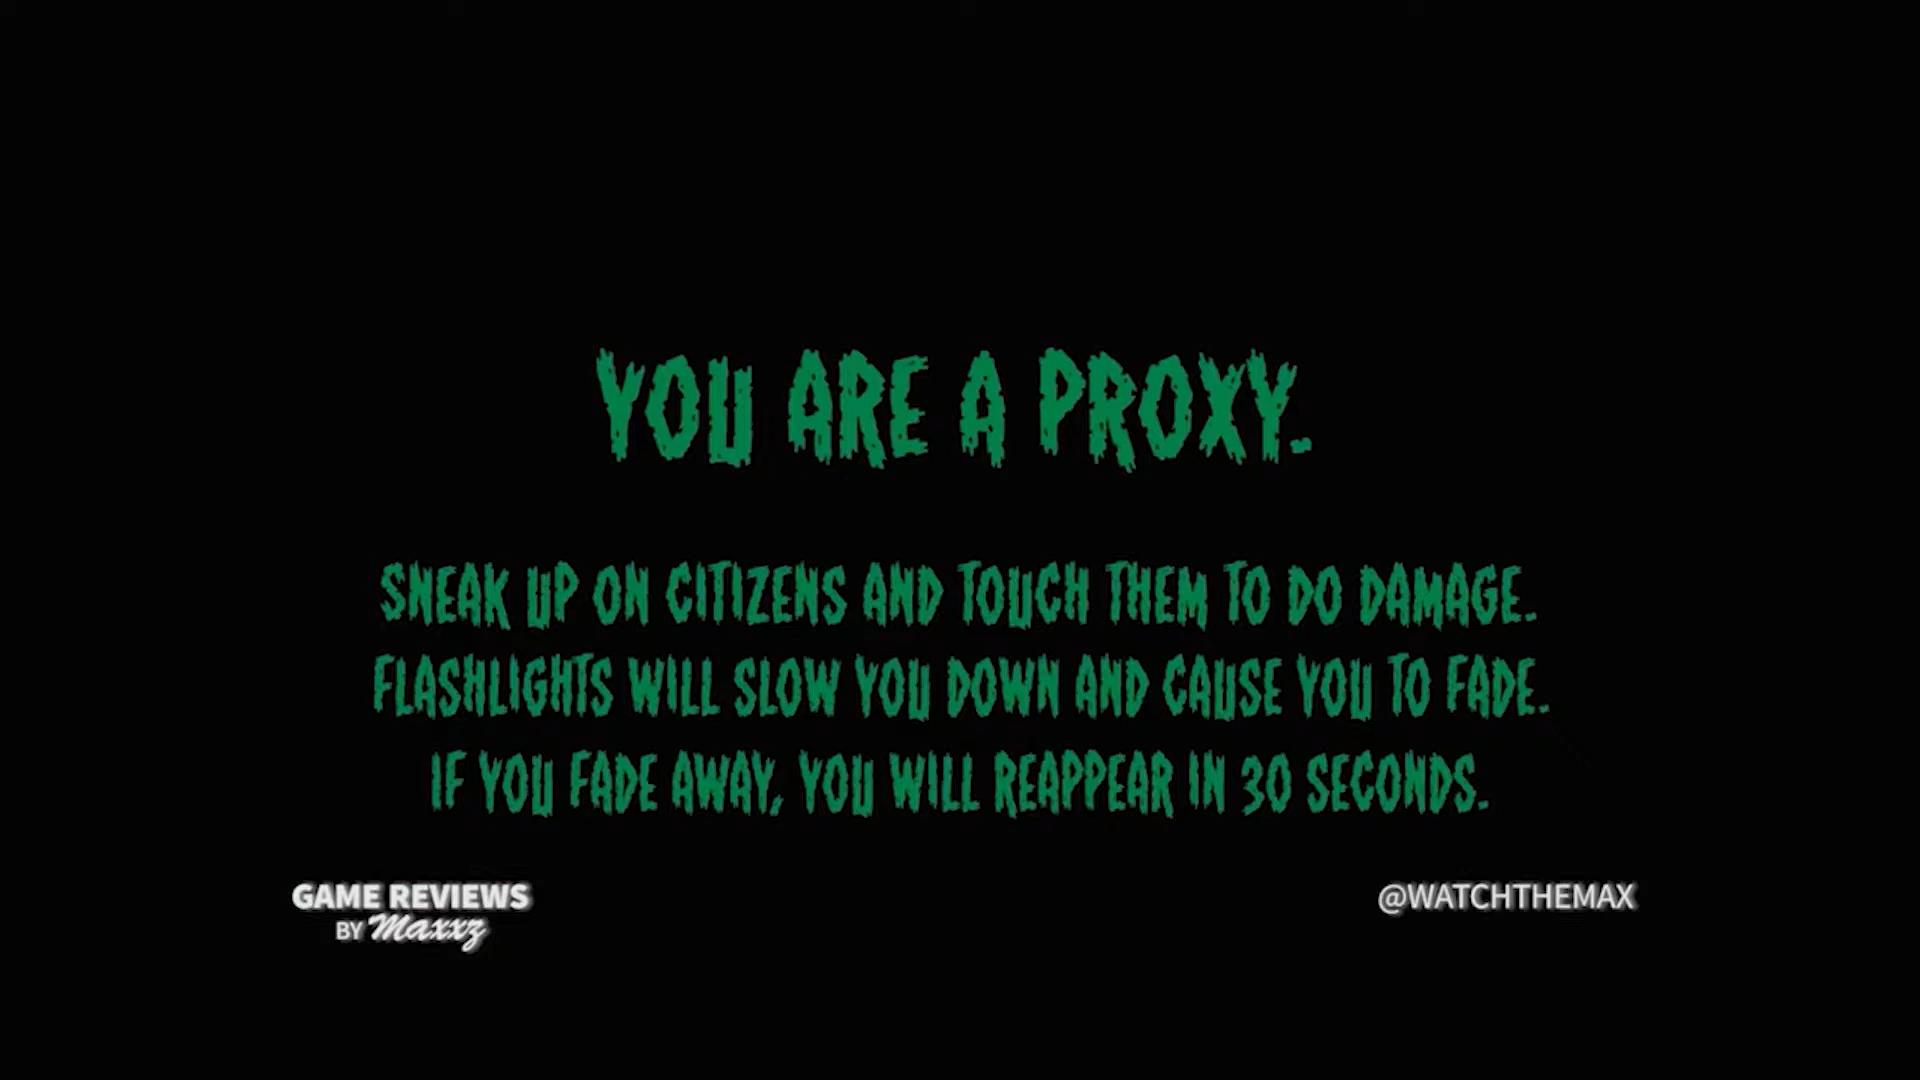 YOU ARE A PROXY.
SNEAK UP ON CITIZENS AND TOUCH THEM TO DO DAMAGE.
FLASHLIGHTS WILL SLOW YOU DOWN AND CAUSE YOU TO FADE.
IF YOU FADE AWAY, YOU WILL REAPPEAR IN 30 SECONDS.
GAME REVIEWS
BY Maxxz
@WATCHTHEMAX